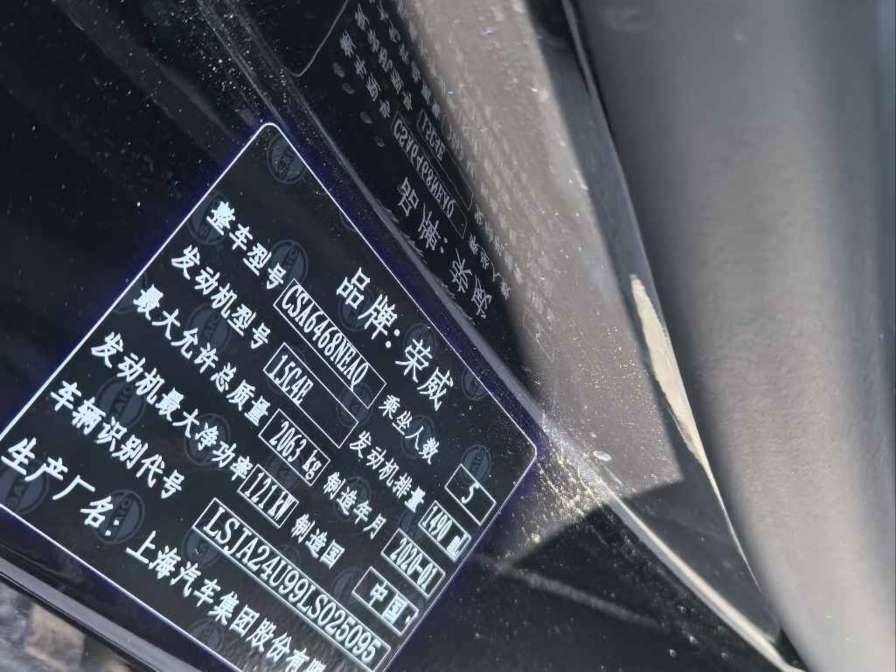 品牌:荣威
整车型号 CSA6468NEAQ 乘坐人数 5
发动机型号 15C4E 发动机排量 1490 mL
最大允许总质量 2063 kg 制造年月 2020-01
发动机最大净功率 121 kW 制造国 中国
车辆识别代号 LSJA24U99LS025095
生产厂名:上海汽车集团股份有